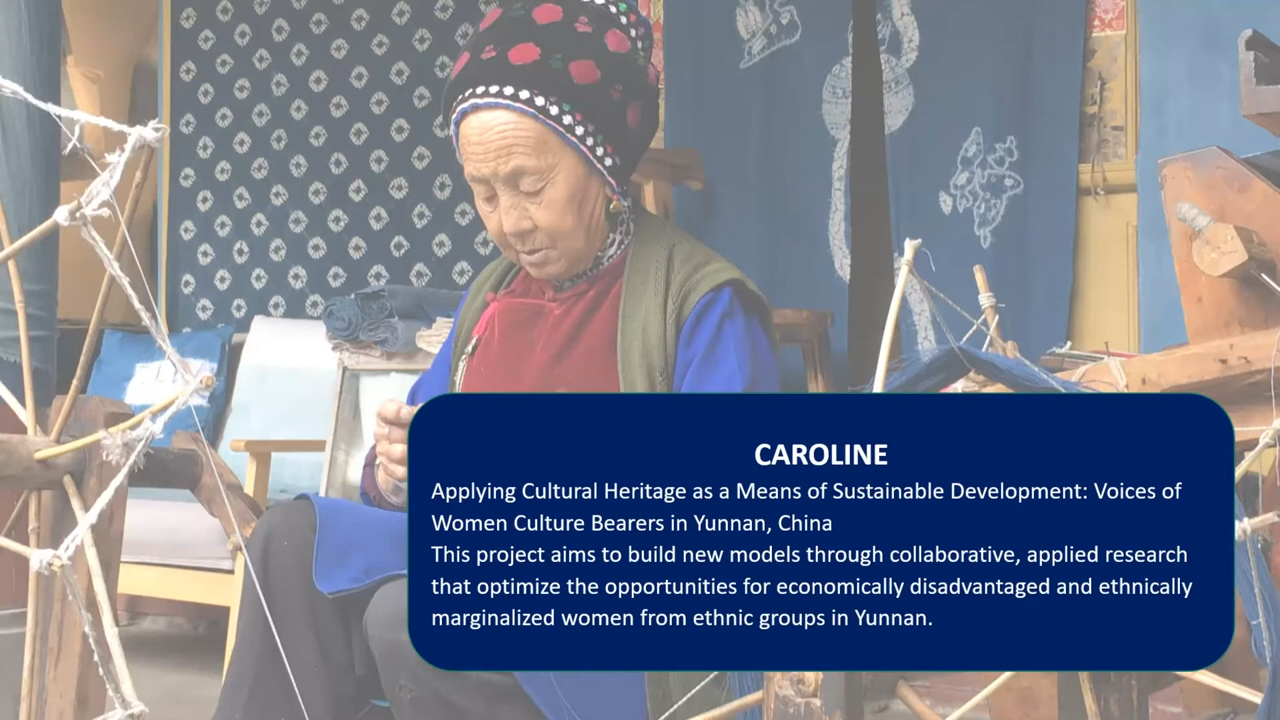 CAROLINE
Applying Cultural Heritage as a Means of Sustainable Development: Voices of
Women Culture Bearers in Yunnan, China
This project aims to build new models through collaborative, applied research
that optimize the opportunities for economically disadvantaged and ethnically
marginalized women from ethnic groups in Yunnan.